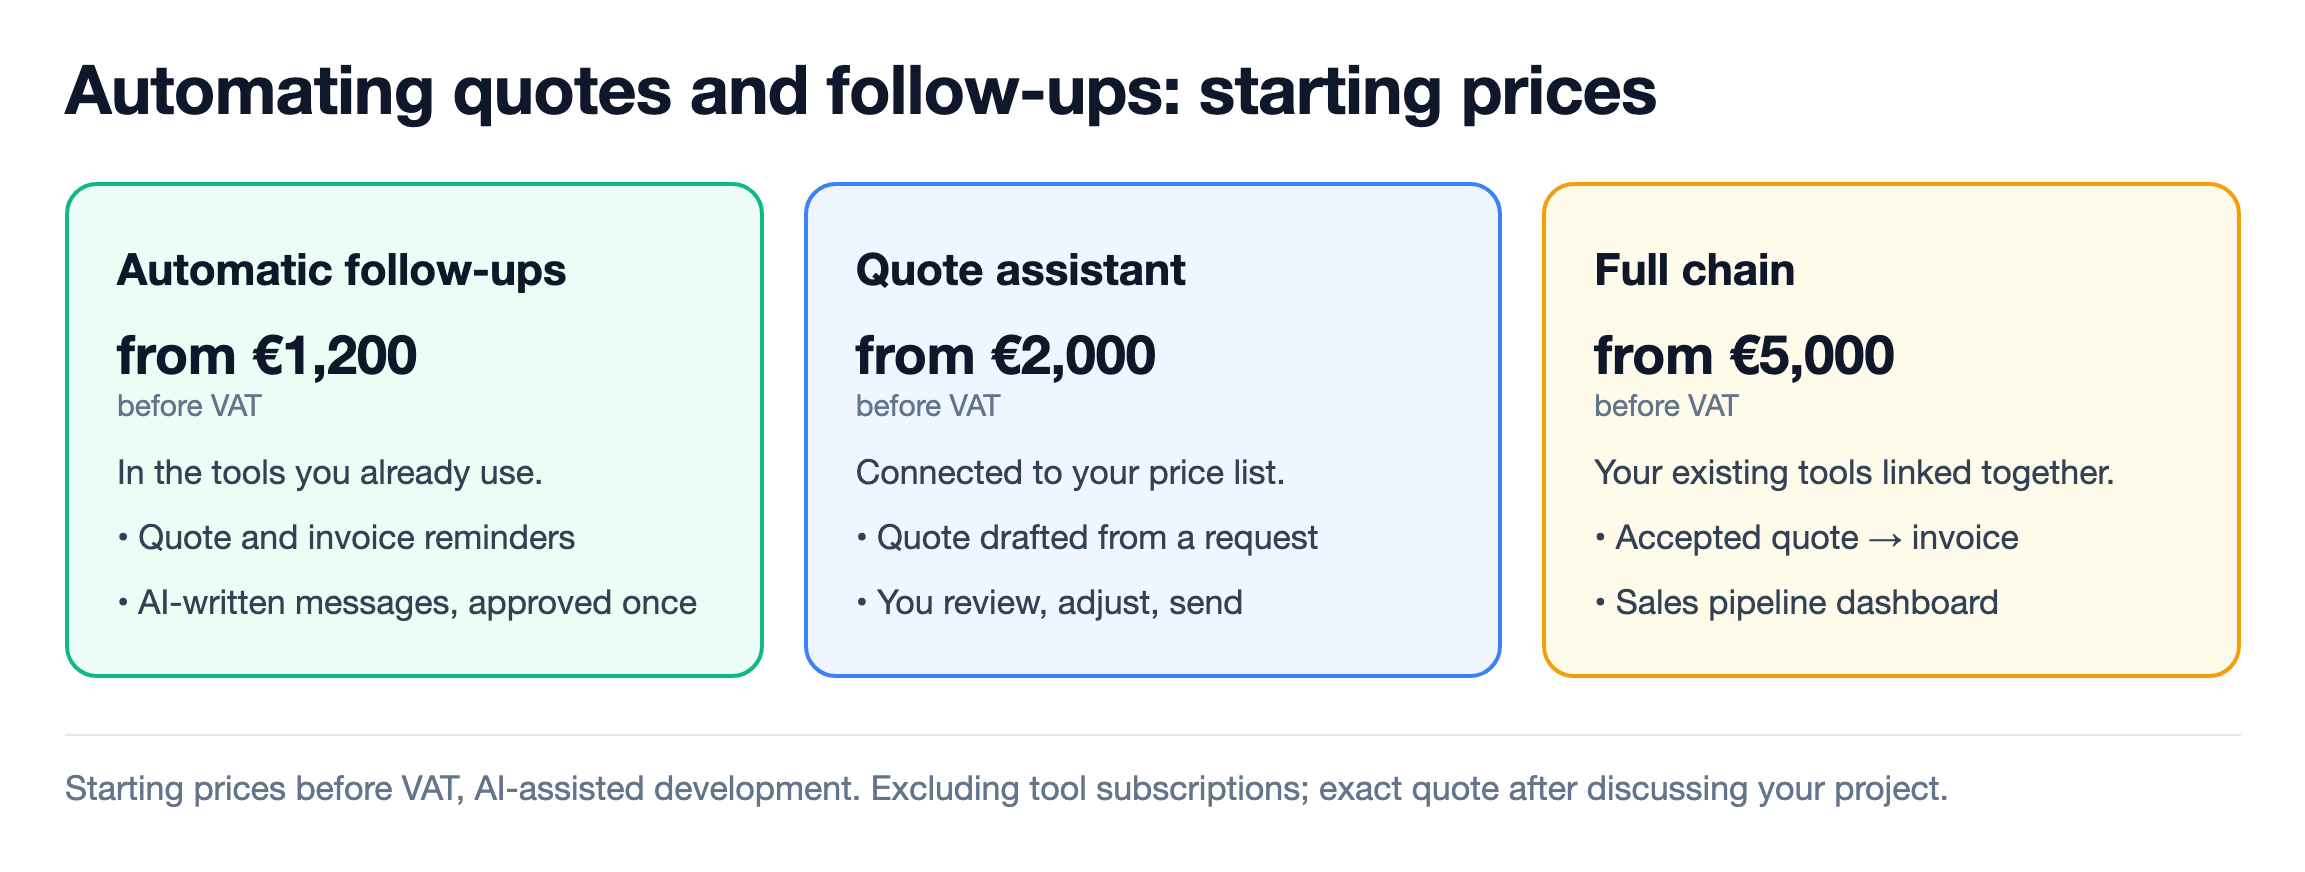 Automating quotes and follow-ups: starting prices
Automatic follow-ups
from €1,200
before VAT
In the tools you already use.
• Quote and invoice reminders
• AI-written messages, approved once
Quote assistant
from €2,000
before VAT
Connected to your price list.
• Quote drafted from a request
• You review, adjust, send
Full chain
from €5,000
before VAT
Your existing tools linked together.
• Accepted quote → invoice
• Sales pipeline dashboard
Starting prices before VAT, AI-assisted development. Excluding tool subscriptions; exact quote after discussing your project.